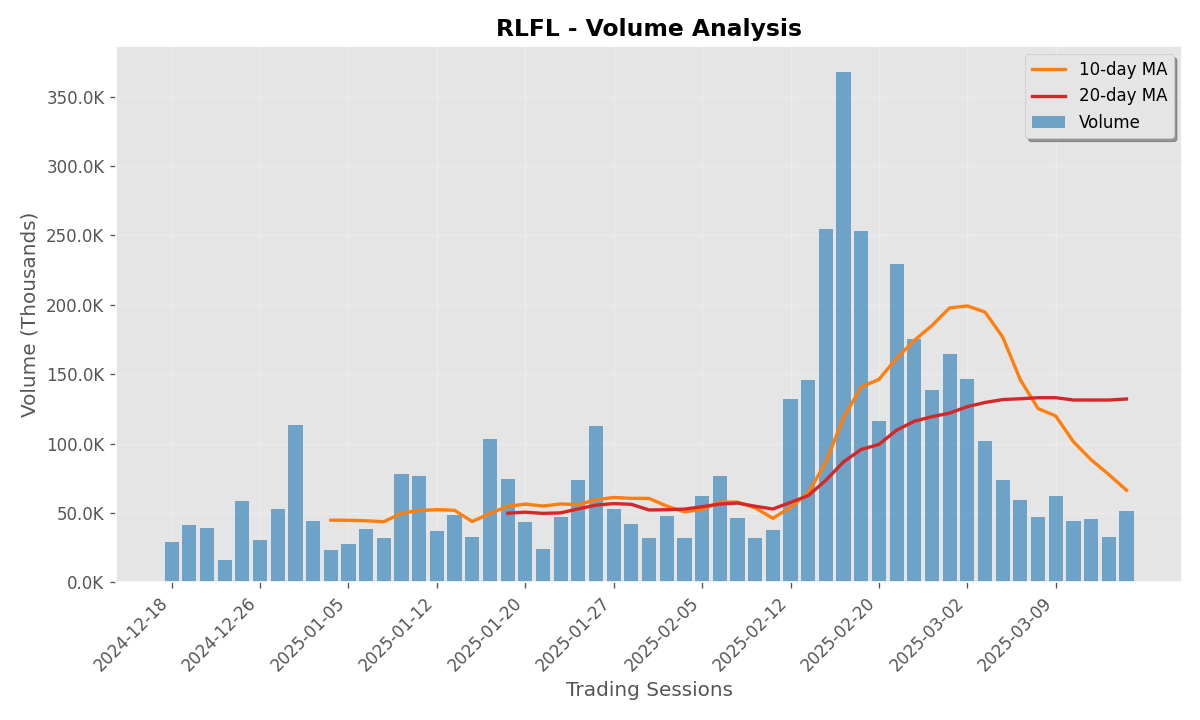 RLFL - Volume Analysis
10-day MA
20-day MA
Volume
Volume (Thousands)
350.0K
300.0K
250.0K
200.0K
150.0K
100.0K
50.0K
0.0K
2024-12-18
2024-12-26
2025-01-05
2025-01-12
2025-01-20
2025-01-27
2025-02-05
2025-02-12
2025-02-20
2025-03-02
2025-03-09
Trading Sessions